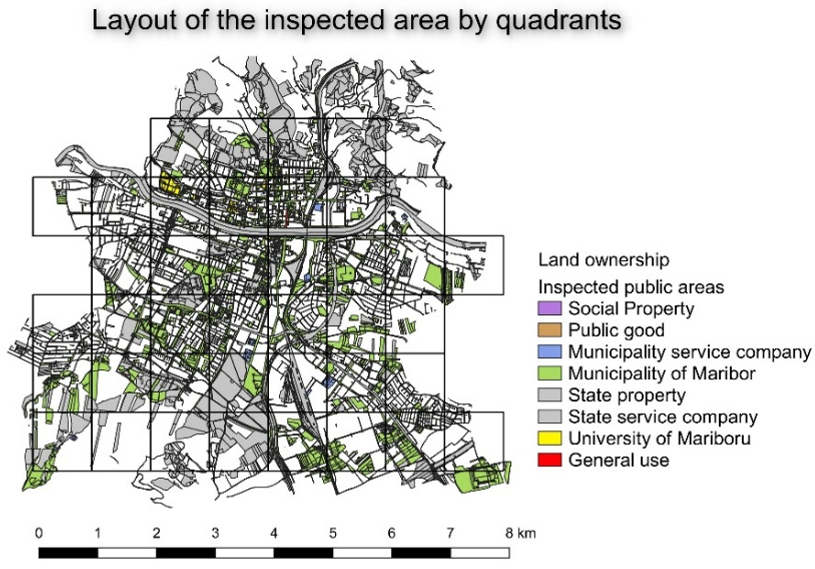 Layout of the inspected area by quadrants
Land ownership
Inspected public areas
Social Property
Public good
Municipality service company
Municipality of Maribor
State property
State service company
University of Mariboru
General use
0 1 2 3 4 5 6 7 8 km